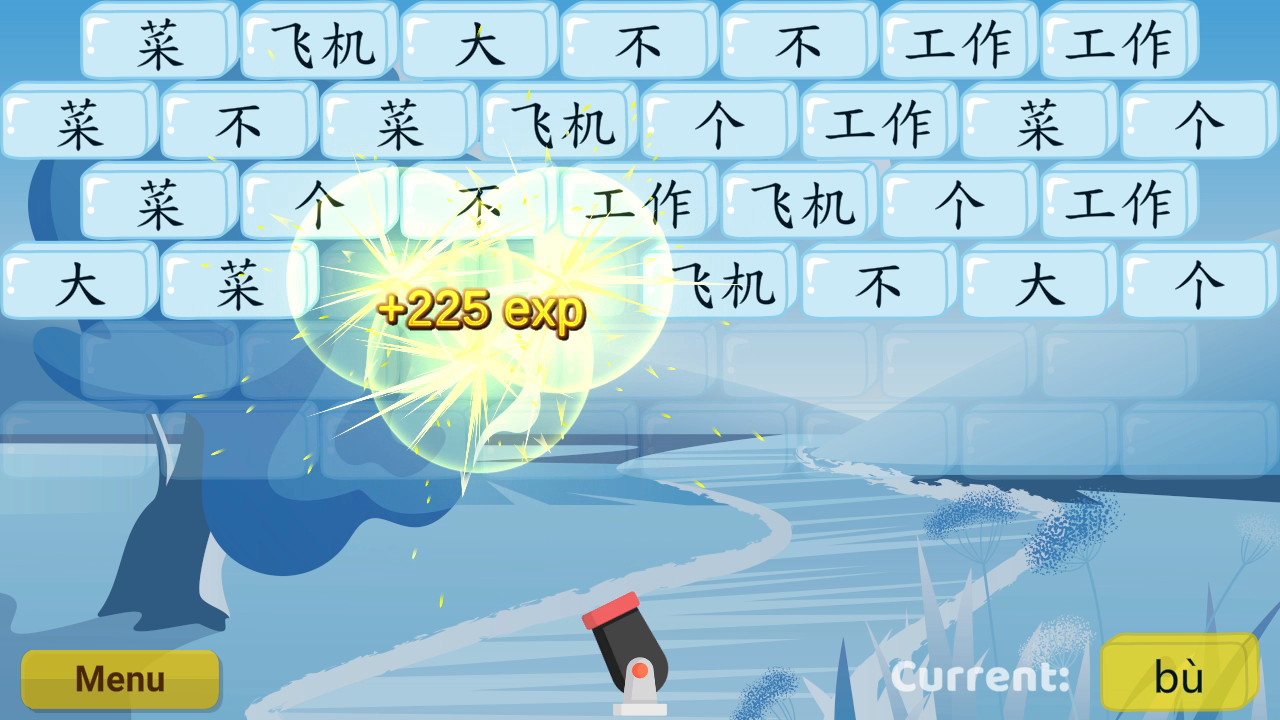 菜 飞机 大 不 不 工作 工作
菜 不 菜 飞机 个 工作 菜 个
菜 个 不 工作 飞机 个 工作
大 菜 飞机 不 大 个
+225 exp
Menu
Current: bù